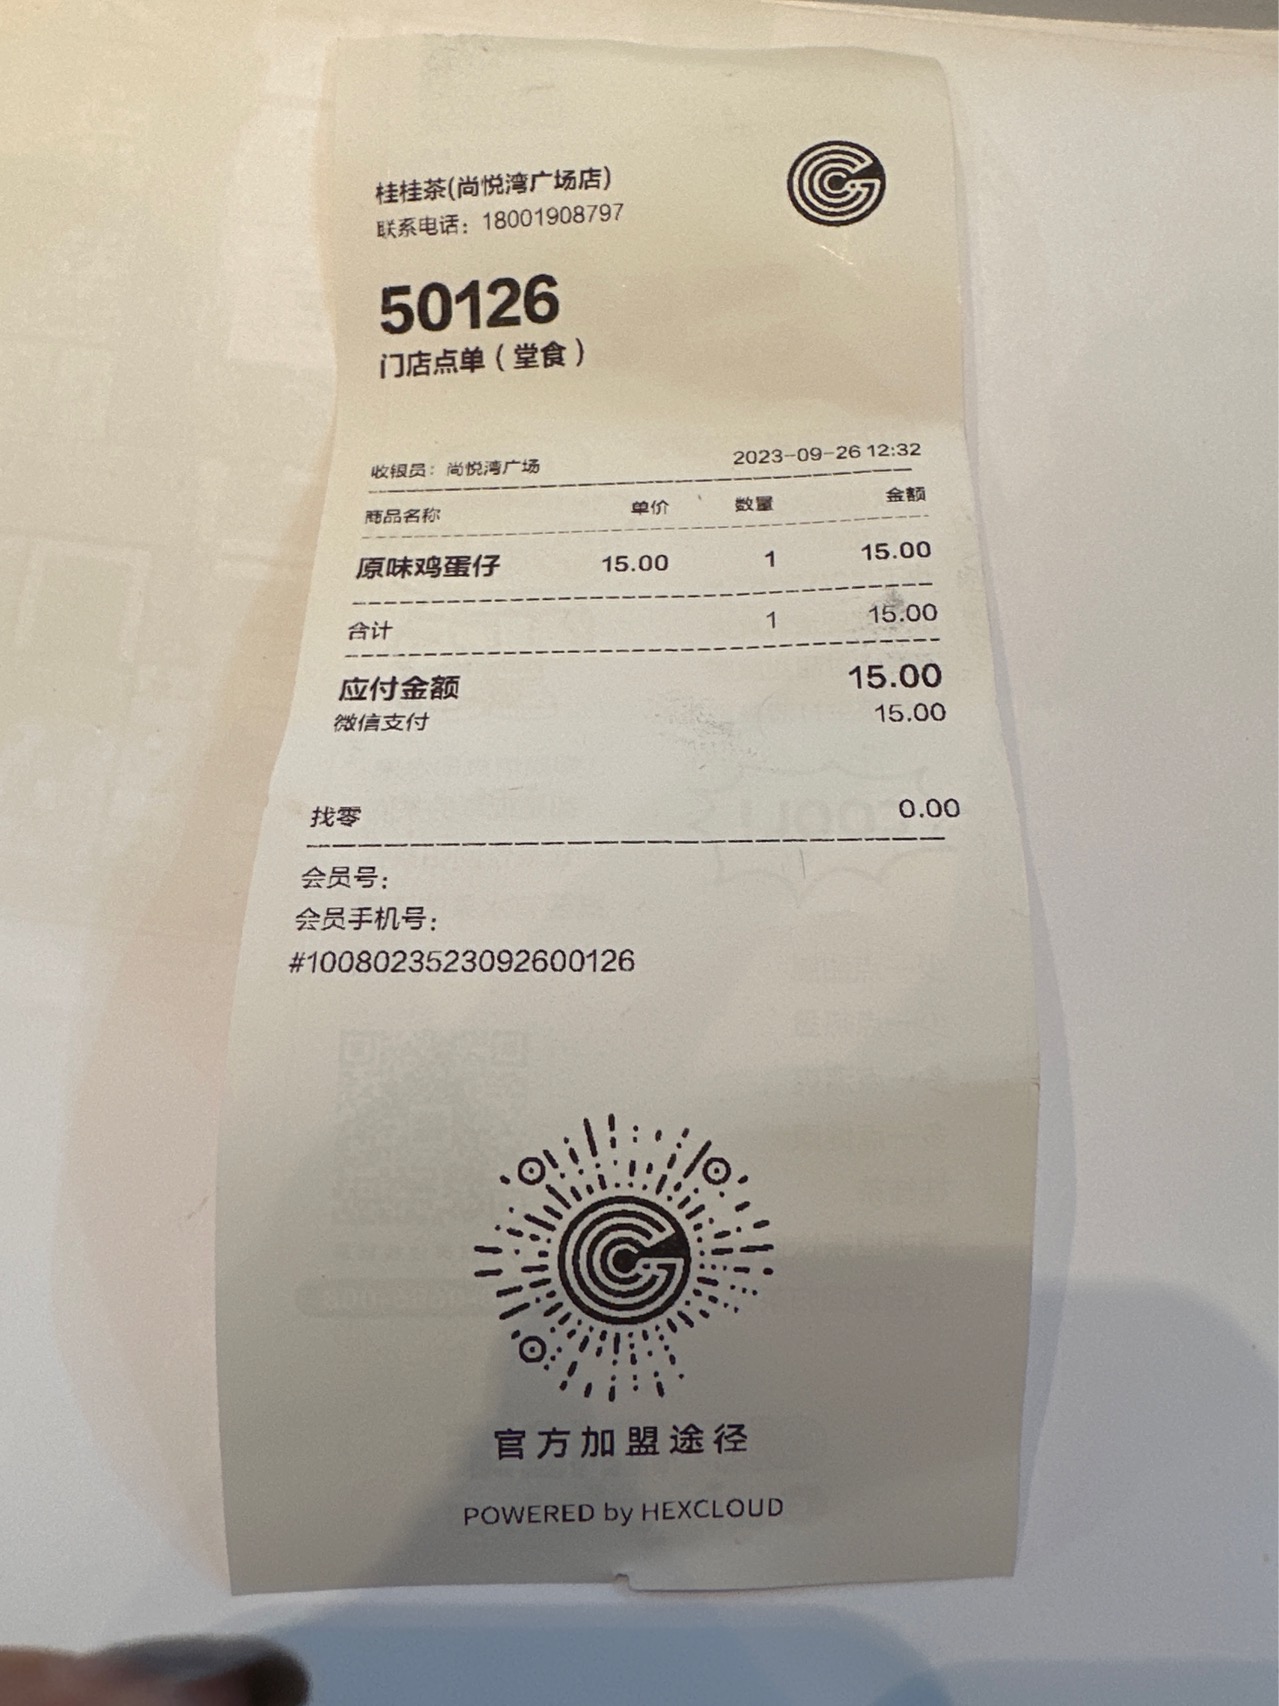 桂桂茶(尚悦湾广场店)
联系电话：18001908797
50126
门店点单（堂食）
收银员：尚悦湾广场 2023-09-26 12:32
商品名称 单价 数量 金额
原味鸡蛋仔 15.00 1 15.00
合计 1 15.00
应付金额 15.00
微信支付 15.00
找零 0.00
会员号：
会员手机号：
#1008023523092600126
官方加盟途径
POWERED by HEXCLOUD